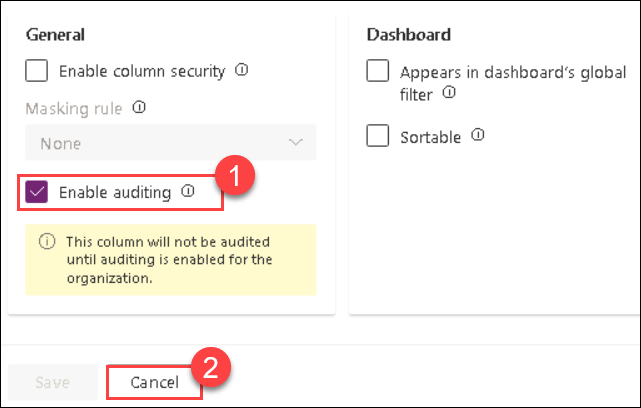 General
Enable column security
Masking rule
None
1
Enable auditing
This column will not be audited
until auditing is enabled for the
organization.
Dashboard
Appears in dashboard's global
filter
Sortable
2
Save
Cancel